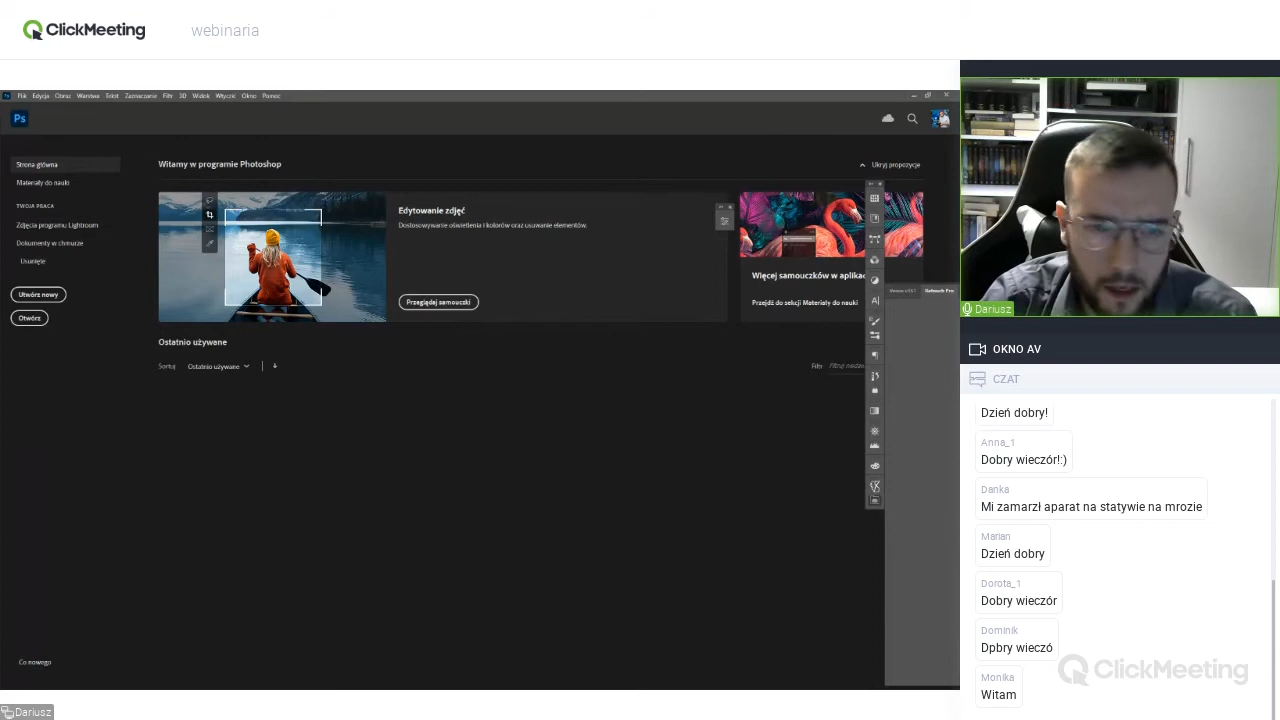 ClickMeeting
webinaria
Plik Edycja Obraz Warstwa Tekst Zaznaczanie Filtr 3D Widok Wtyczki Okno Pomoc
Ps
Strona główna
Materiały do nauki
TWOJA PRACA
Zdjęcia programu Lightroom
Dokumenty w chmurze
Usunięte
Utwórz nowy
Otwórz
Witamy w programie Photoshop
Ukryj propozycje
Edytowanie zdjęć
Dostosowywanie oświetlenia i kolorów oraz usuwanie elementów.
Przeglądaj samouczki
Więcej samouczków w aplikac
Przejdź do sekcji Materiały do nauki
Ostatnio używane
Sortuj
Ostatnio używane
Filtr
Co nowego
Dariusz
Dariusz
OKNO AV
CZAT
Dzień dobry!
Anna_1
Dobry wieczór!:)
Danka
Mi zamarzł aparat na statywie na mrozie
Marian
Dzień dobry
Dorota_1
Dobry wieczór
Dominik
Dpbry wieczó
Monika
Witam
ClickMeeting